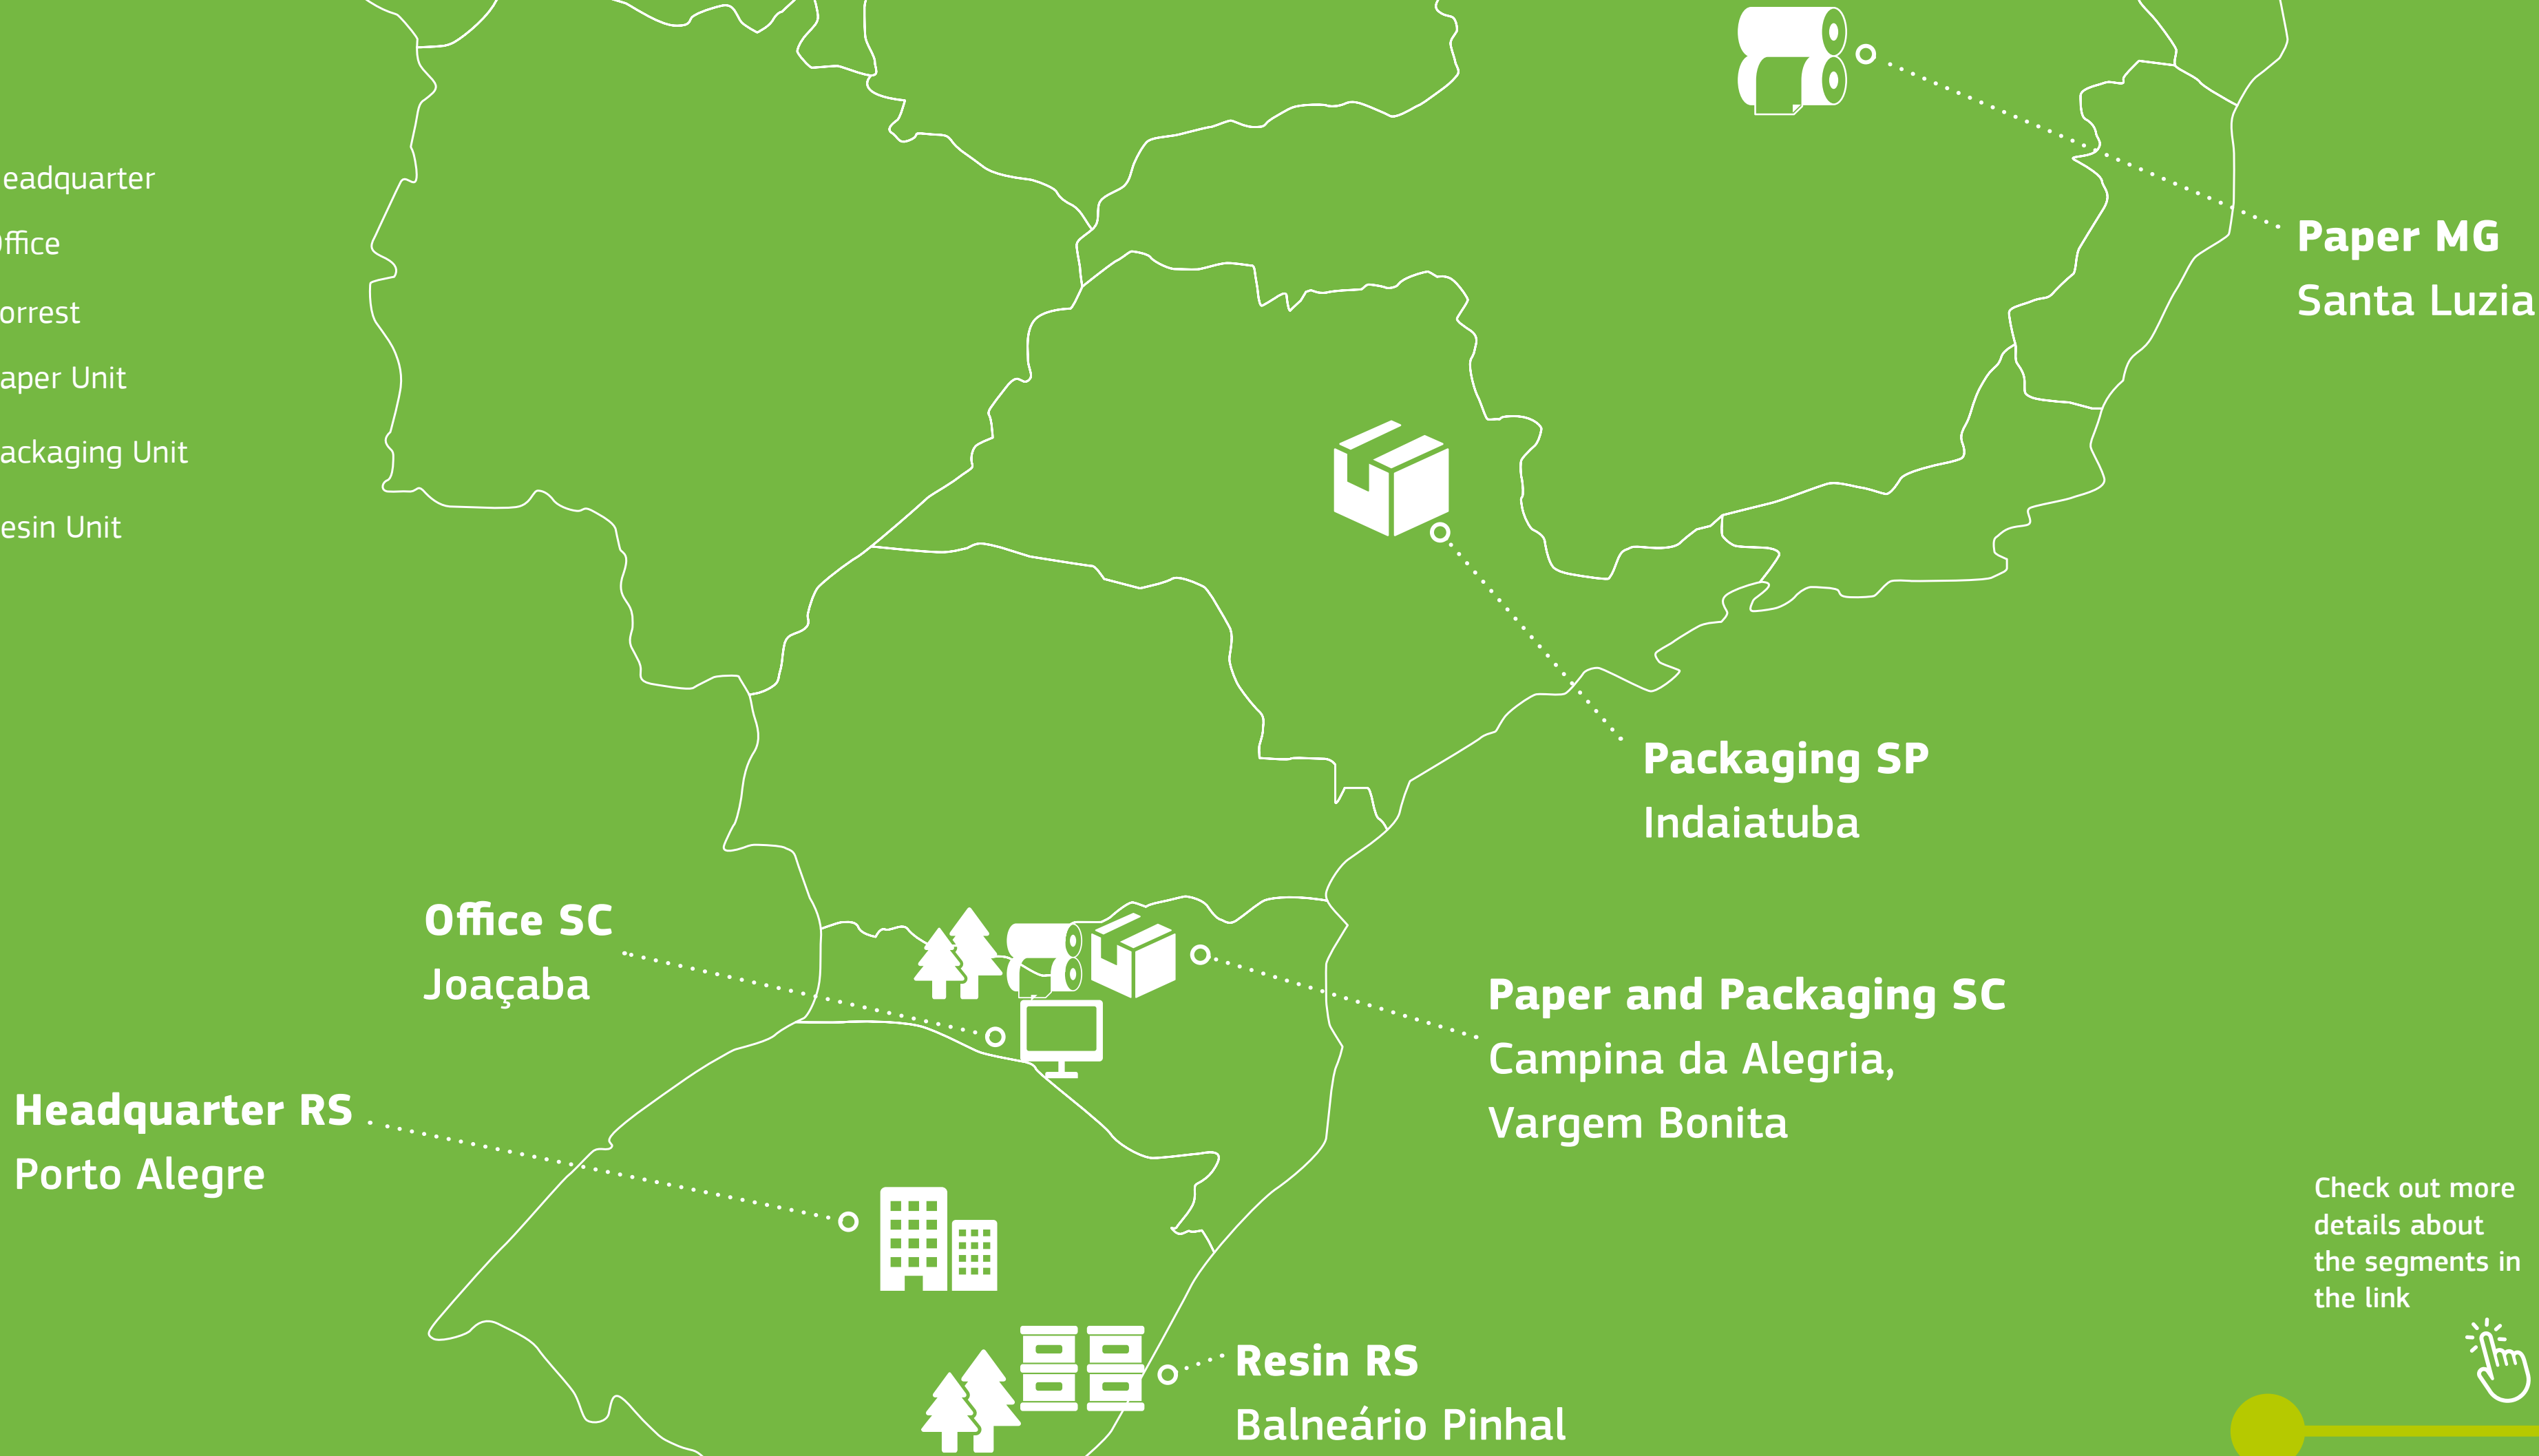 eadquarter
ffice
orrest
aper Unit
ackaging Unit
esin Unit
Paper MG
Santa Luzia
Packaging SP
Indaiatuba
Office SC
Joaçaba
Paper and Packaging SC
Campina da Alegria,
Vargem Bonita
Headquarter RS
Porto Alegre
Resin RS
Balneário Pinhal
Check out more
details about
the segments in
the link